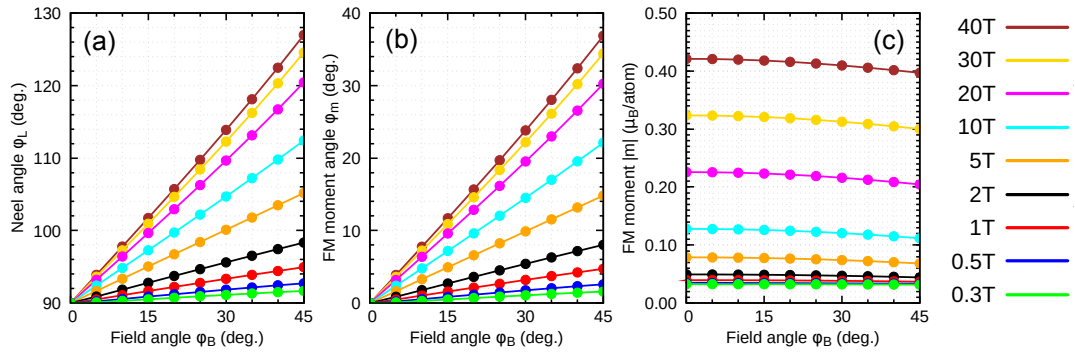 (a)
Neel angle φL (deg.)
130
120
110
100
90
0 15 30 45
Field angle φB (deg.)
(b)
FM moment angle φm (deg.)
40
30
20
10
0
0 15 30 45
Field angle φB (deg.)
(c)
FM moment |m| (μB/atom)
0.50
0.40
0.30
0.20
0.10
0.00
0 15 30 45
Field angle φB (deg.)
40T
30T
20T
10T
5T
2T
1T
0.5T
0.3T